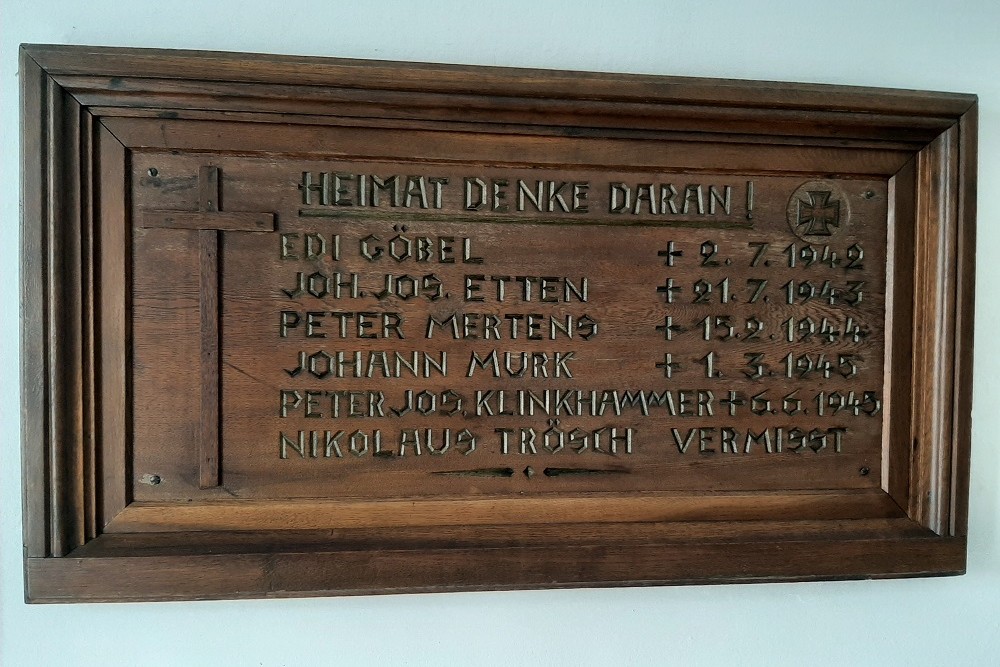 HEIMAT DENKE DARAN!
EDI GÖBEL + 2. 7. 1942
JOH. JOS. ETTEN + 21. 7. 1943
PETER MERTENS + 15. 2. 1944
JOHANN MURK + 1. 3. 1945
PETER. JOS. KLINKHAMMER + 6. 6. 1945
NIKOLAUS TRÖSCH VERMISST